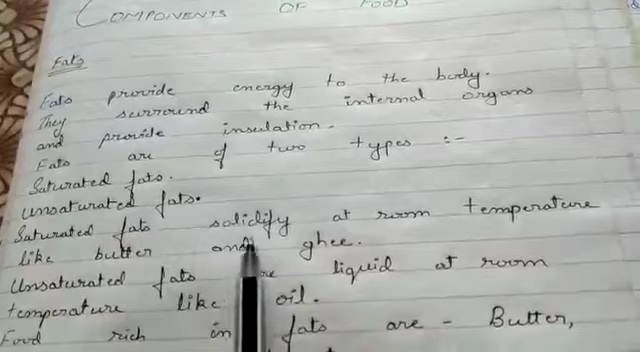 COMPONENTS OF FOOD
Fats
Fats provide energy to the body.
They surround the internal organs
and provide insulation.
Fats are of two types :-
Saturated fats.
Unsaturated fats.
Saturated fats solidify at room temperature
like butter and ghee.
Unsaturated fats liquid at room
temperature like oil.
Food rich in fats are - Butter,